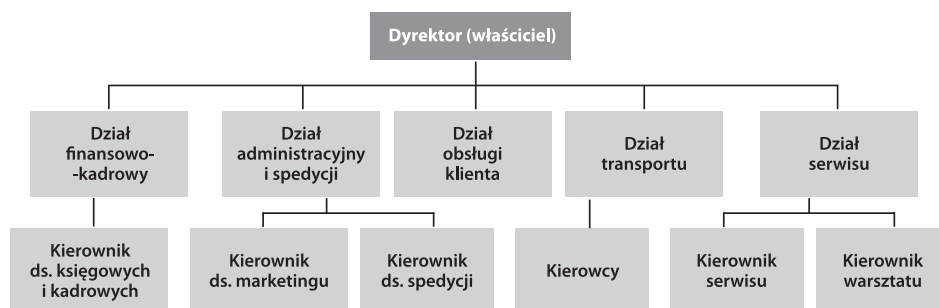 Dyrektor (właściciel)
Dział
finansowo-
-kadrowy
Dział
administracyjny
i spedycji
Dział
obsługi
klienta
Dział
transportu
Dział
serwisu
Kierownik
ds. księgowych
i kadrowych
Kierownik
ds. marketingu
Kierownik
ds. spedycji
Kierowcy
Kierownik
serwisu
Kierownik
warsztatu